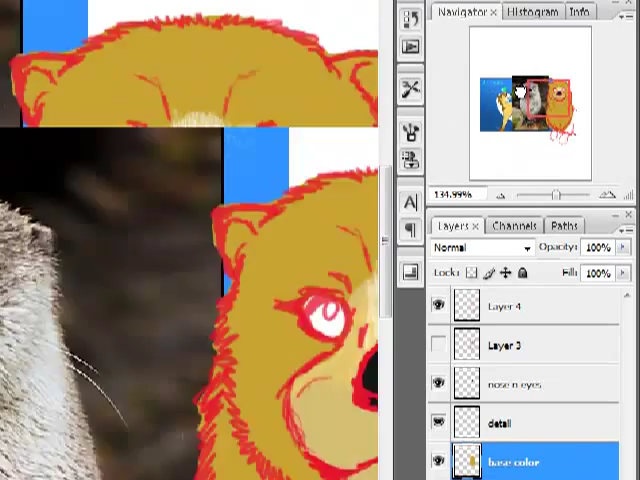 Navigator × Histogram Info
134.99%
Layers × Channels Paths
Normal Opacity: 100%
Lock: Fill: 100%
Layer 4
Layer 3
nose n eyes
detail
base color